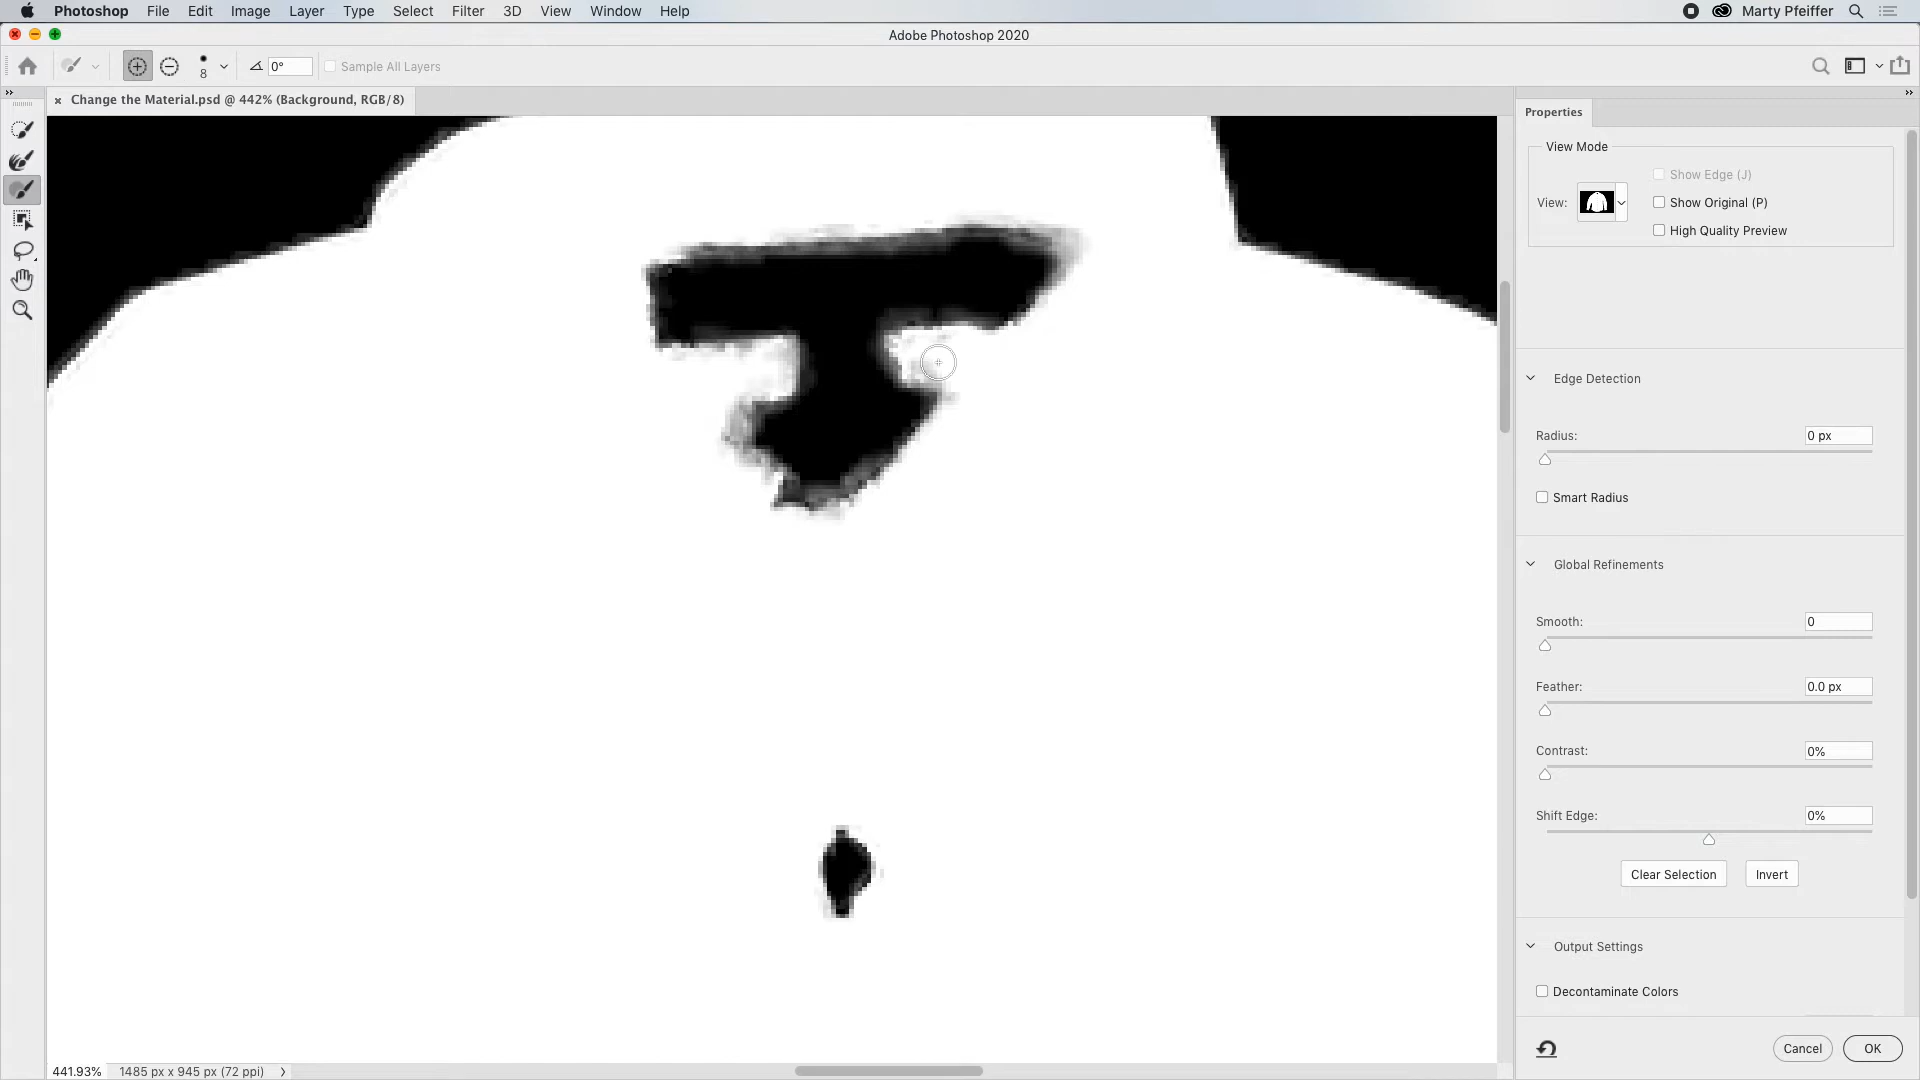 Photoshop File Edit Image Layer Type Select Filter 3D View Window Help Marty Pfeiffer
Adobe Photoshop 2020
8 0° Sample All Layers
Change the Material.psd @ 442% (Background, RGB/8)
Properties
View Mode
Show Edge (J)
View: Show Original (P)
High Quality Preview
Edge Detection
Radius: 0 px
Smart Radius
Global Refinements
Smooth: 0
Feather: 0.0 px
Contrast: 0%
Shift Edge: 0%
Clear Selection Invert
Output Settings
Decontaminate Colors
Cancel OK
441.93% 1485 px x 945 px (72 ppi)